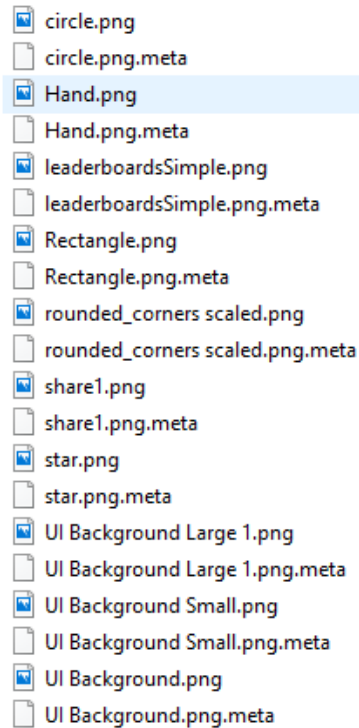 circle.png
circle.png.meta
Hand.png
Hand.png.meta
leaderboardsSimple.png
leaderboardsSimple.png.meta
Rectangle.png
Rectangle.png.meta
rounded_corners scaled.png
rounded_corners scaled.png.meta
share1.png
share1.png.meta
star.png
star.png.meta
UI Background Large 1.png
UI Background Large 1.png.meta
UI Background Small.png
UI Background Small.png.meta
UI Background.png
UI Background.png.meta